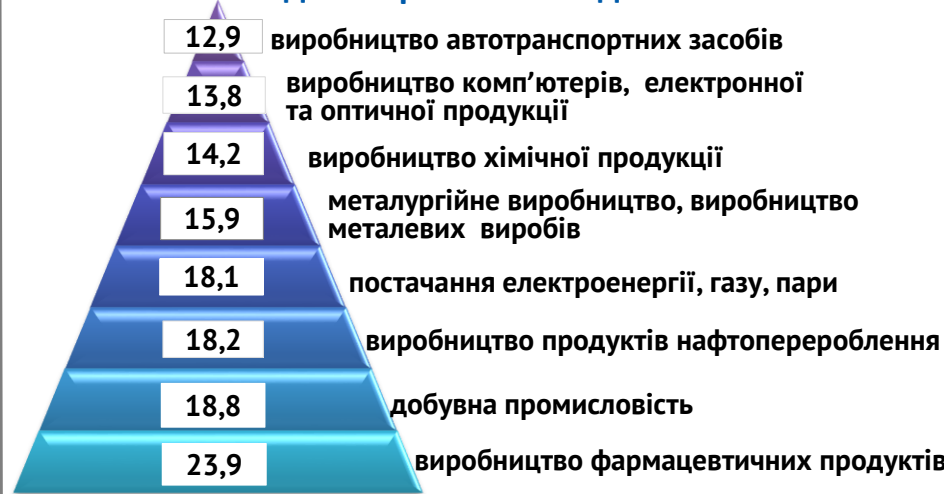 12,9 виробництво автотранспортних засобів
13,8 виробництво комп’ютерів, електронної
та оптичної продукції
14,2 виробництво хімічної продукції
15,9 металургійне виробництво, виробництво
металевих виробів
18,1 постачання електроенергії, газу, пари
18,2 виробництво продуктів нафтоперероблення
18,8 добувна промисловість
23,9 виробництво фармацевтичних продуктів